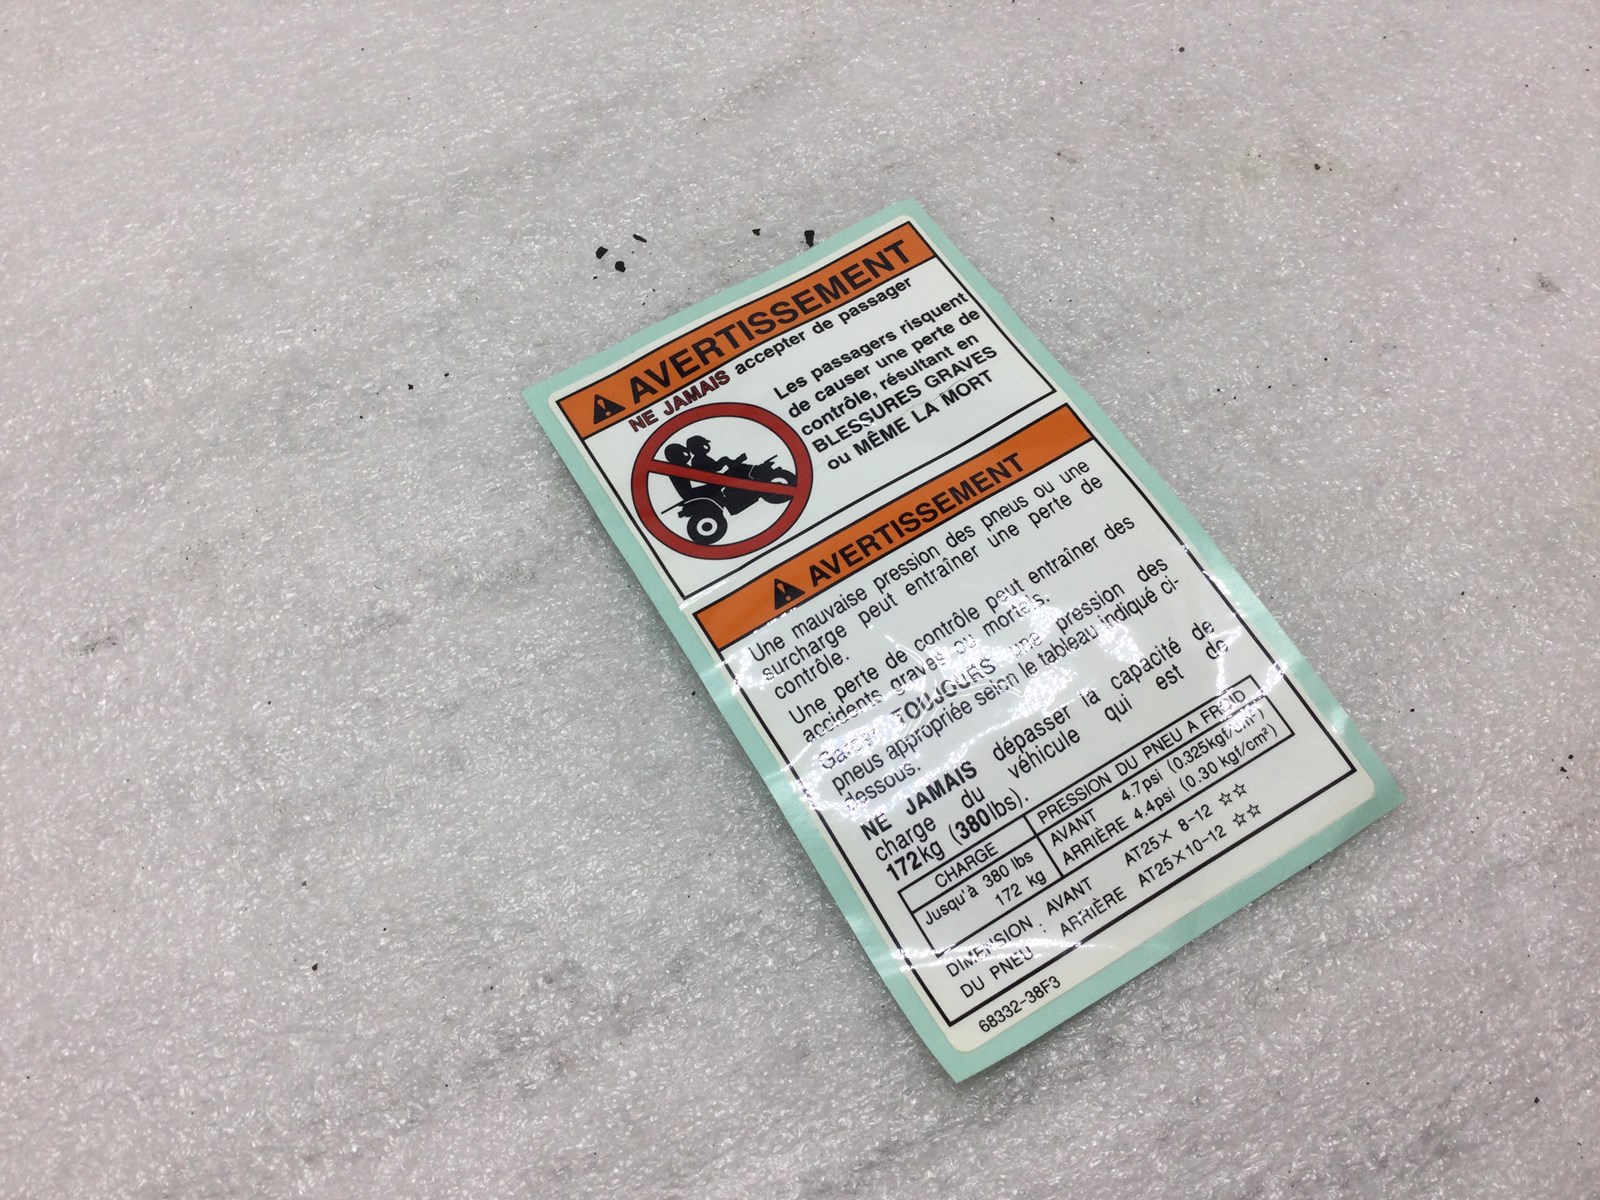 AVERTISSEMENT
NE JAMAIS accepter de passager
Les passagers risquent
de causer une perte de
contrôle, résultant en
BLESSURES GRAVES
ou MÊME LA MORT
AVERTISSEMENT
Une mauvaise pression des pneus ou une
surcharge peut entraîner une perte de
contrôle.
Une perte de contrôle peut entraîner des
accidents graves ou mortels.
Garder TOUJOURS une pression des
pneus appropriée selon le tableau indiqué ci-
dessous.
NE JAMAIS dépasser la capacité de
charge du véhicule qui est de
172kg (380lbs).
CHARGE PRESSION DU PNEU A FROID
Jusqu'à 380 lbs AVANT 4.7psi (0.325kgf/cm²)
172 kg ARRIÈRE 4.4psi (0.30 kgf/cm²)
DIMENSION : AVANT AT25× 8-12 ☆☆
DU PNEU : ARRIÈRE AT25×10-12 ☆☆
68332-38F3